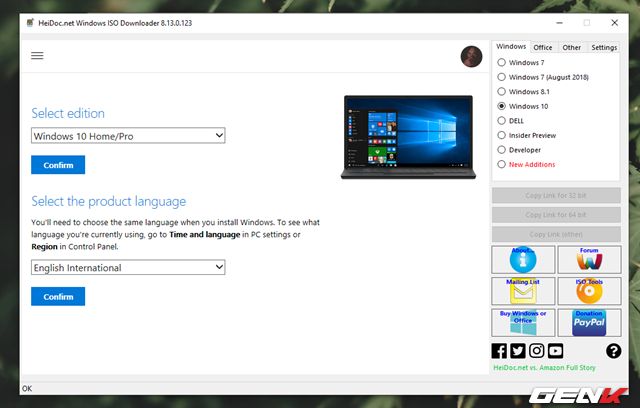 HeiDoc.net Windows ISO Downloader 8.13.0.123
Windows Office Other Settings
Windows 7
Windows 7 (August 2018)
Windows 8.1
Windows 10
DELL
Insider Preview
Developer
New Additions
Select edition
Windows 10 Home/Pro
Confirm
Select the product language
You'll need to choose the same language when you install Windows. To see
what language you're currently using, go to Time and language in PC settings or
Region in Control Panel.
English International
Confirm
Copy Link for 32 bit
Copy Link for 64 bit
Copy Link (other)
About... Forum
Mailing List ISO Tools
Buy Windows or
Office
Donation
PayPal
HeiDoc.net vs. Amazon Full Story
OK
GENK